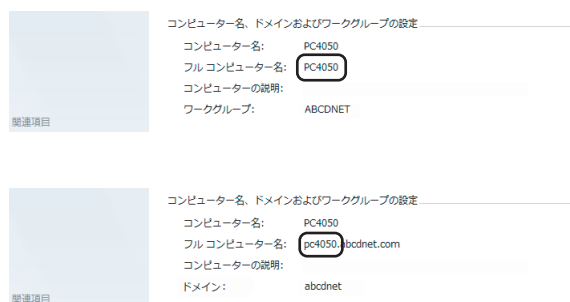 コンピューター名、ドメインおよびワークグループの設定
コンピューター名: PC4050
フル コンピューター名: PC4050
コンピューターの説明:
ワークグループ: ABCDNET
関連項目
コンピューター名、ドメインおよびワークグループの設定
コンピューター名: PC4050
フル コンピューター名: pc4050.abcdnet.com
コンピューターの説明:
ドメイン: abcdnet
関連項目